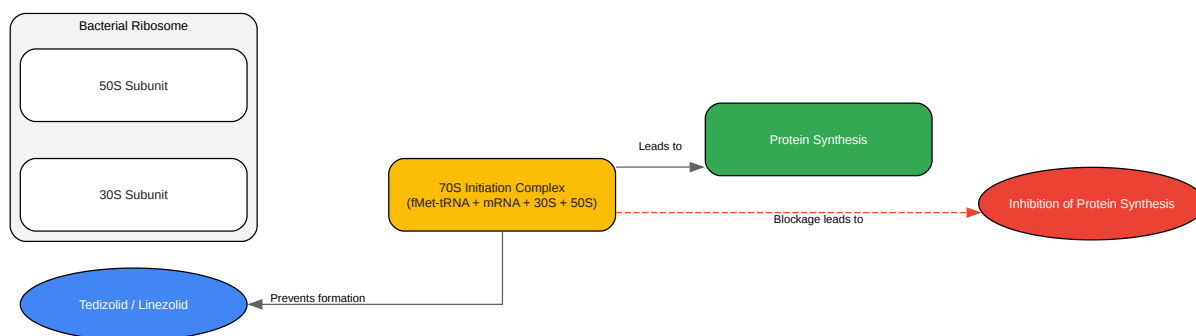 Bacterial Ribosome
50S Subunit
30S Subunit
Tedizolid / Linezolid
Prevents formation
70S Initiation Complex
(fMet-tRNA + mRNA + 30S + 50S)
Leads to
Protein Synthesis
Blockage leads to
Inhibition of Protein Synthesis